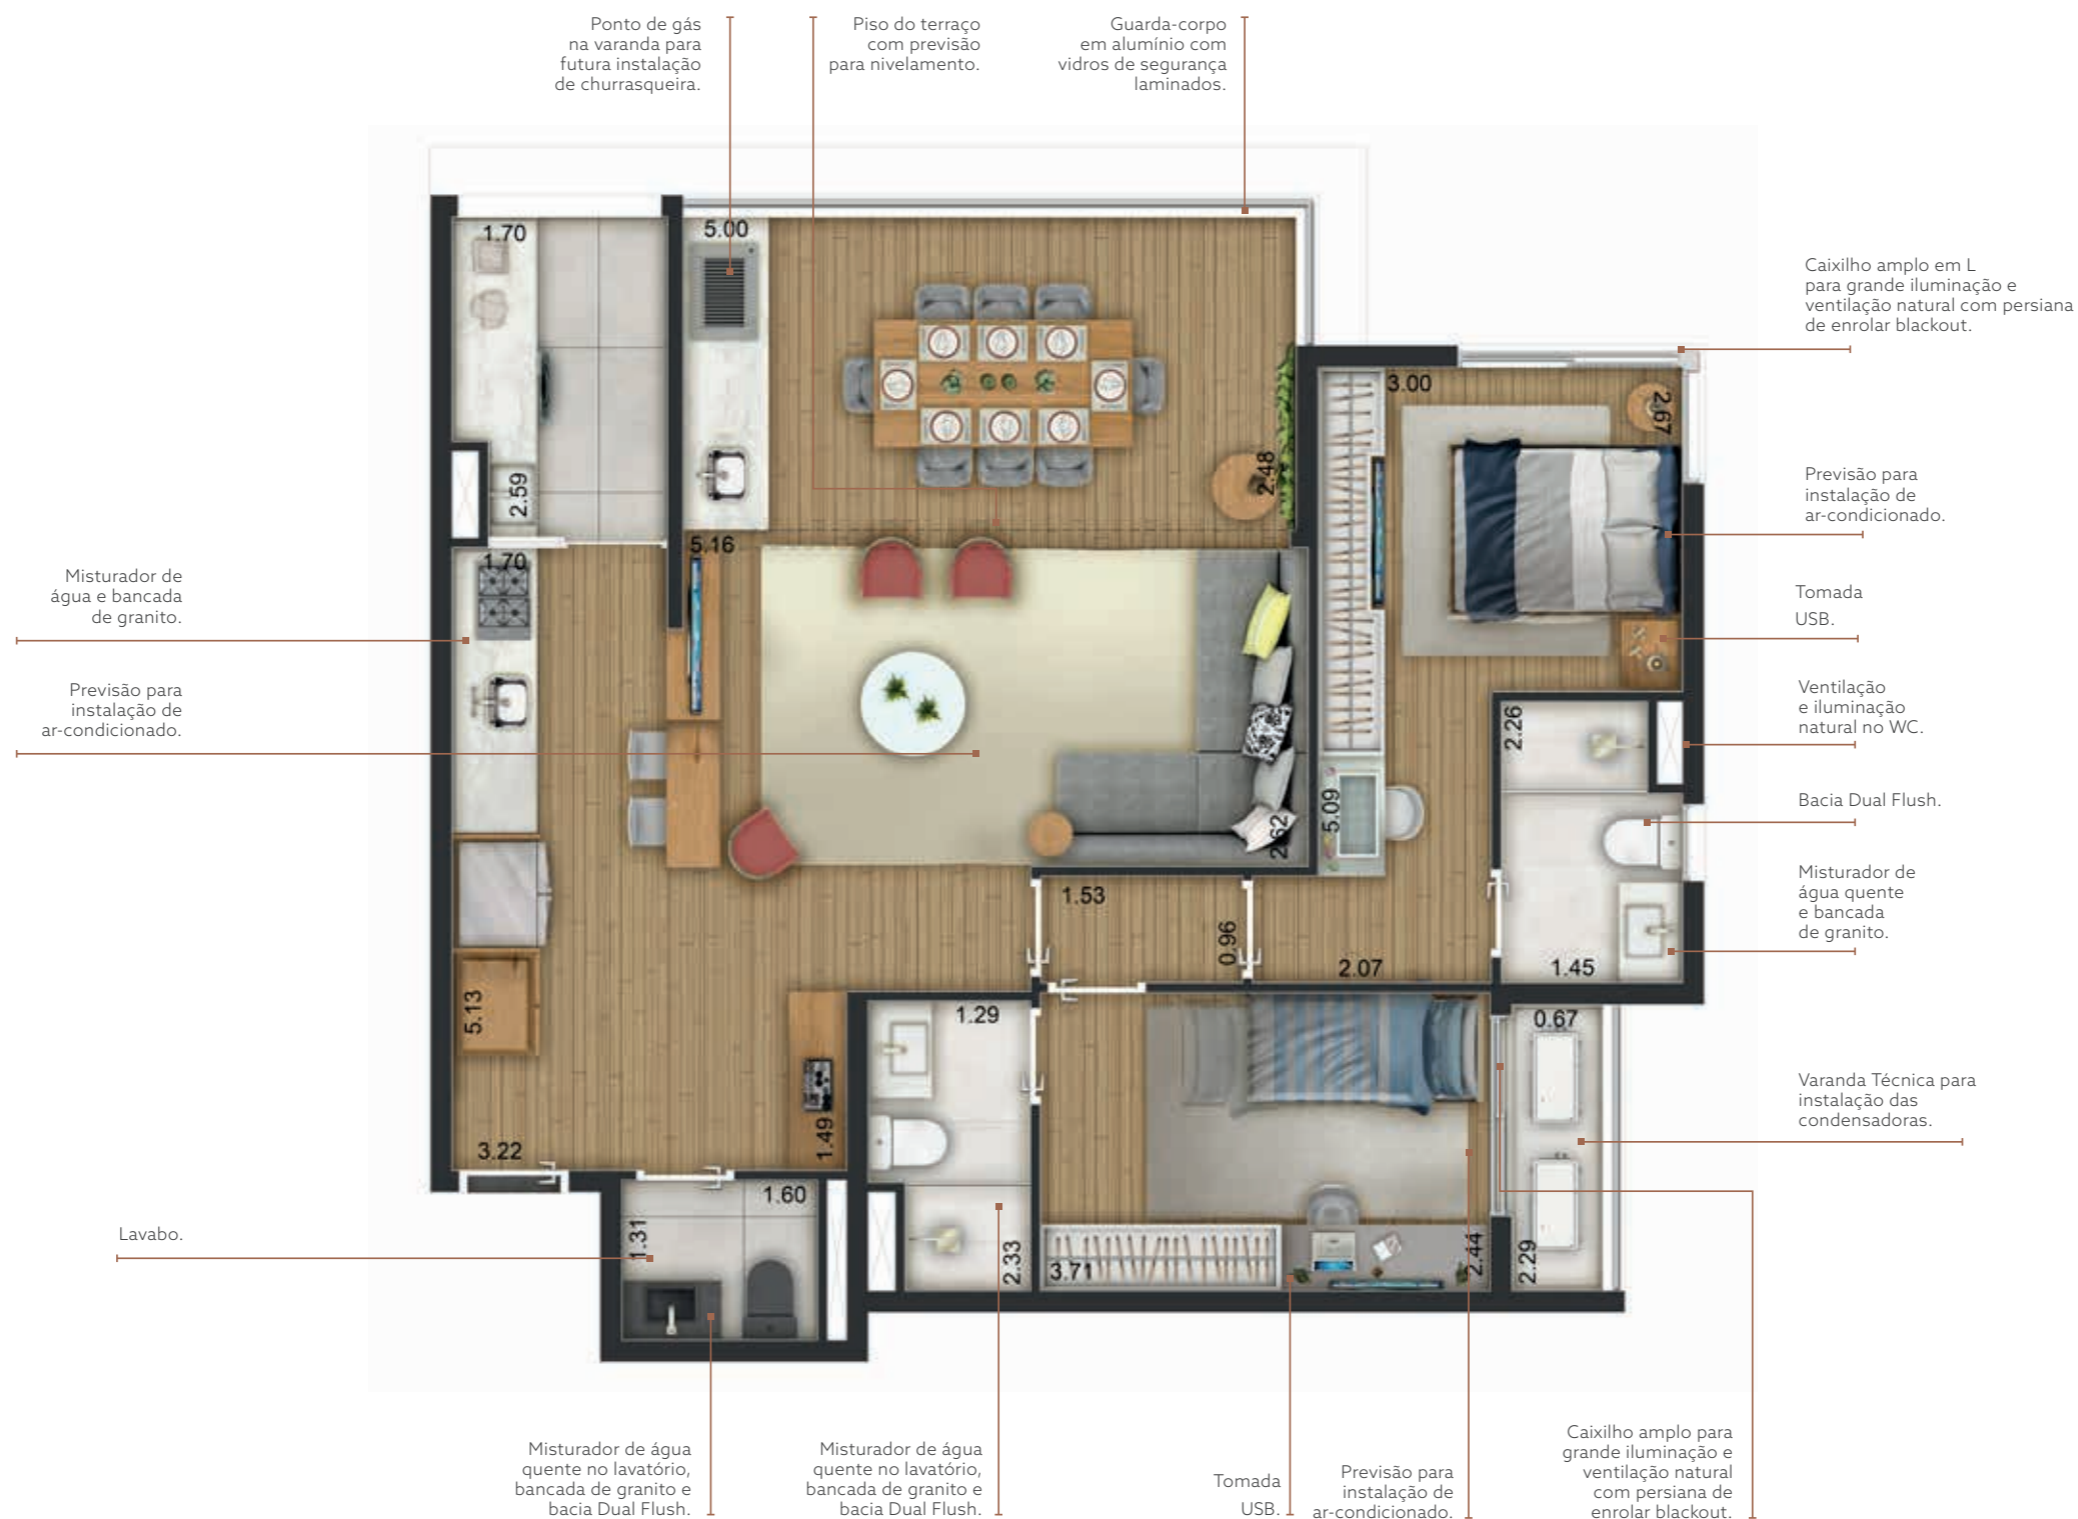 Ponto de gás
na varanda para
futura instalação
de churrasqueira.
Piso do terraço
com previsão
para nivelamento.
Guarda-corpo
em alumínio com
vidros de segurança
laminados.
Caixilho amplo em L
para grande iluminação e
ventilação natural com persiana
de enrolar blackout.
Previsão para
instalação de
ar-condicionado.
Tomada
USB.
Ventilação
e iluminação
natural no WC.
Bacia Dual Flush.
Misturador de
água quente
e bancada
de granito.
Varanda Técnica para
instalação das
condensadoras.
Misturador de
água e bancada
de granito.
Previsão para
instalação de
ar-condicionado.
Lavabo.
1.70
5.00
3.00
2.67
2.48
2.59
1.70
5.16
2.26
5.09
2.62
1.53
0.96
2.07
1.45
5.13
1.29
0.67
3.22
1.49
1.60
1.31
2.33
3.71
2.44
2.29
Misturador de água
quente no lavatório,
bancada de granito e
bacia Dual Flush.
Misturador de água
quente no lavatório,
bancada de granito e
bacia Dual Flush.
Tomada
USB.
Previsão para
instalação de
ar-condicionado.
Caixilho amplo para
grande iluminação e
ventilação natural
com persiana de
enrolar blackout.